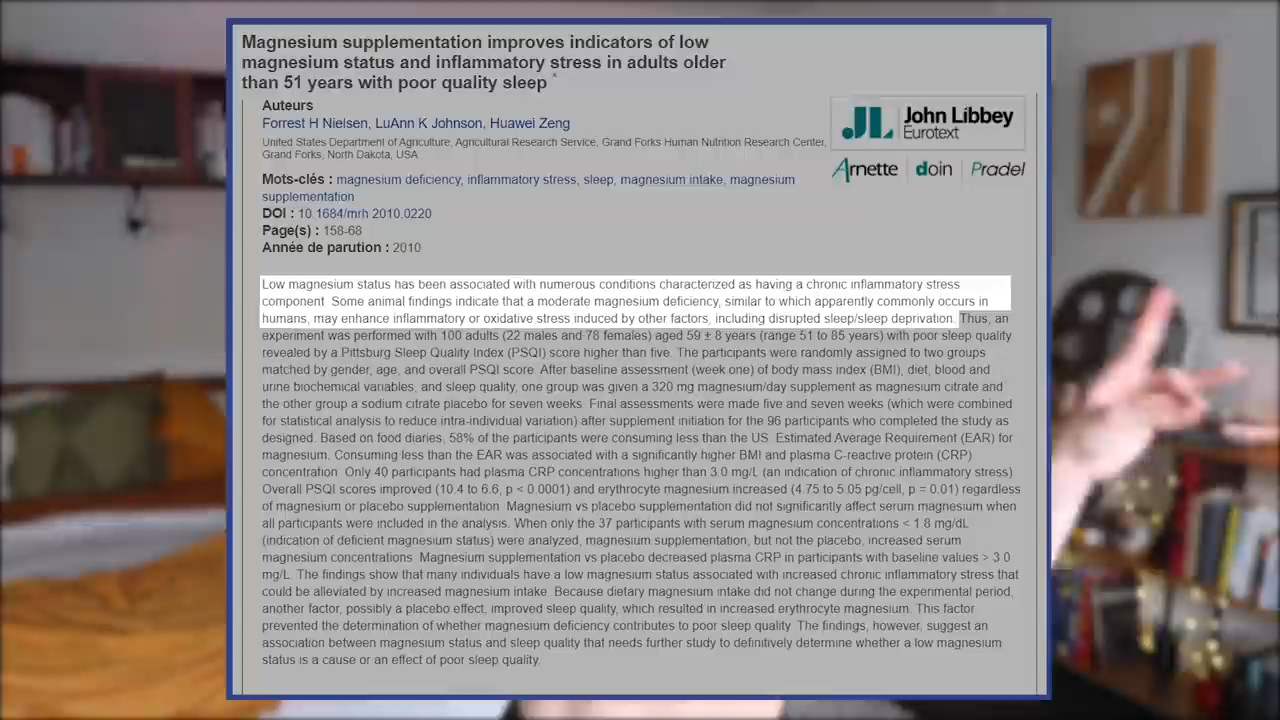 Magnesium supplementation improves indicators of low
magnesium status and inflammatory stress in adults older
than 51 years with poor quality sleep *
Auteurs
Forrest H Nielsen, LuAnn K Johnson, Huawei Zeng
United States Department of Agriculture, Agricultural Research Service, Grand Forks Human Nutrition Research Center,
Grand Forks, North Dakota, USA
JL John Libbey
Eurotext
Arnette doin Pradel
Mots-clés : magnesium deficiency, inflammatory stress, sleep, magnesium intake, magnesium
supplementation
DOI : 10.1684/mrh 2010.0220
Page(s) : 158-68
Année de parution : 2010
Low magnesium status has been associated with numerous conditions characterized as having a chronic inflammatory stress
component Some animal findings indicate that a moderate magnesium deficiency, similar to which apparently commonly occurs in
humans, may enhance inflammatory or oxidative stress induced by other factors, including disrupted sleep/sleep deprivation. Thus, an
experiment was performed with 100 adults (22 males and 78 females) aged 59 ± 8 years (range 51 to 85 years) with poor sleep quality
revealed by a Pittsburg Sleep Quality Index (PSQI) score higher than five. The participants were randomly assigned to two groups
matched by gender, age, and overall PSQI score. After baseline assessment (week one) of body mass index (BMI), diet, blood and
urine biochemical variables, and sleep quality, one group was given a 320 mg magnesium/day supplement as magnesium citrate and
the other group a sodium citrate placebo for seven weeks Final assessments were made five and seven weeks (which were combined
for statistical analysis to reduce intra-individual variation) after supplement initiation for the 96 participants who completed the study as
designed. Based on food diaries, 58% of the participants were consuming less than the US Estimated Average Requirement (EAR) for
magnesium. Consuming less than the EAR was associated with a significantly higher BMI and plasma C-reactive protein (CRP)
concentration Only 40 participants had plasma CRP concentrations higher than 3.0 mg/L (an indication of chronic inflammatory stress)
Overall PSQI scores improved (10.4 to 6.6, p < 0.0001) and erythrocyte magnesium increased (4.75 to 5.05 pg/cell, p = 0.01) regardless
of magnesium or placebo supplementation Magnesium vs placebo supplementation did not significantly affect serum magnesium when
all participants were included in the analysis. When only the 37 participants with serum magnesium concentrations < 1.8 mg/dL
(indication of deficient magnesium status) were analyzed, magnesium supplementation, but not the placebo, increased serum
magnesium concentrations Magnesium supplementation vs placebo decreased plasma CRP in participants with baseline values > 3.0
mg/L. The findings show that many individuals have a low magnesium status associated with increased chronic inflammatory stress that
could be alleviated by increased magnesium intake. Because dietary magnesium intake did not change during the experimental period,
another factor, possibly a placebo effect, improved sleep quality, which resulted in increased erythrocyte magnesium. This factor
prevented the determination of whether magnesium deficiency contributes to poor sleep quality The findings, however, suggest an
association between magnesium status and sleep quality that needs further study to definitively determine whether a low magnesium
status is a cause or an effect of poor sleep quality.